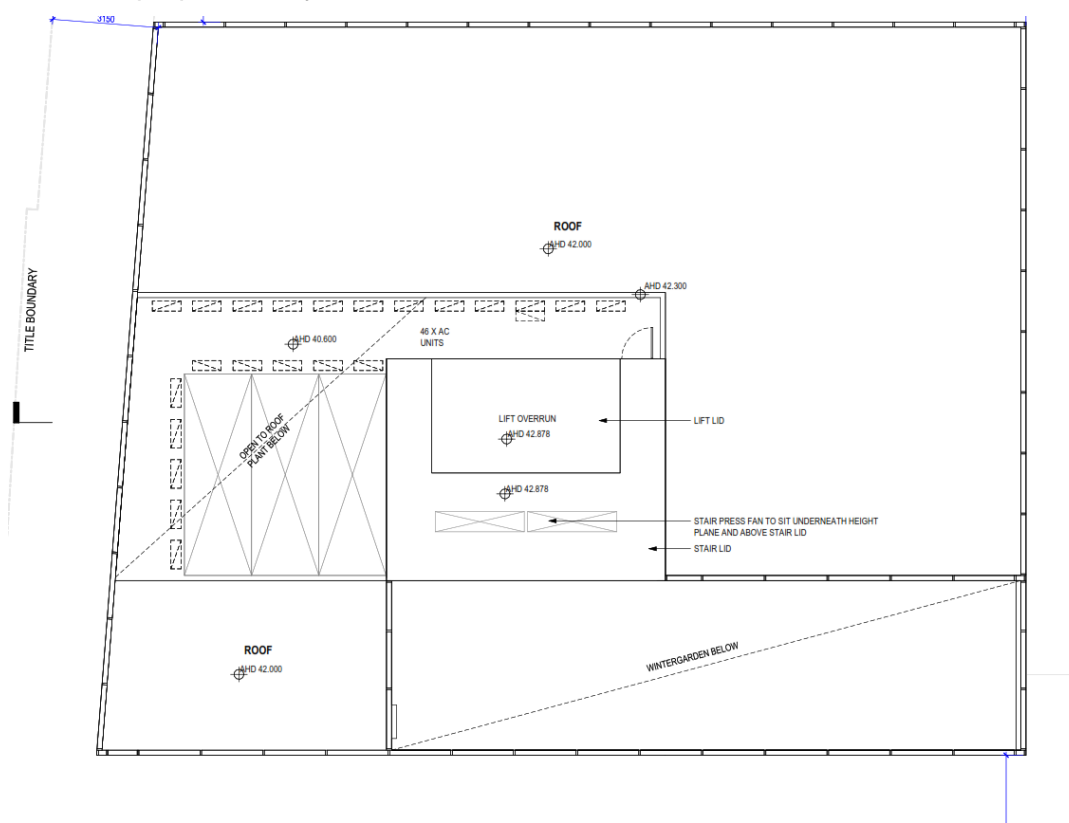 3150
TITLE BOUNDARY
ROOF
AHD 42.000
AHD 42.300
AHD 40.600
46 X AC
UNITS
OPEN TO ROOF
PLANT BELOW
LIFT OVERRUN
AHD 42.878
LIFT LID
AHD 42.878
STAIR PRESS FAN TO SIT UNDERNEATH HEIGHT
PLANE AND ABOVE STAIR LID
STAIR LID
ROOF
AHD 42.000
WINTERGARDEN BELOW